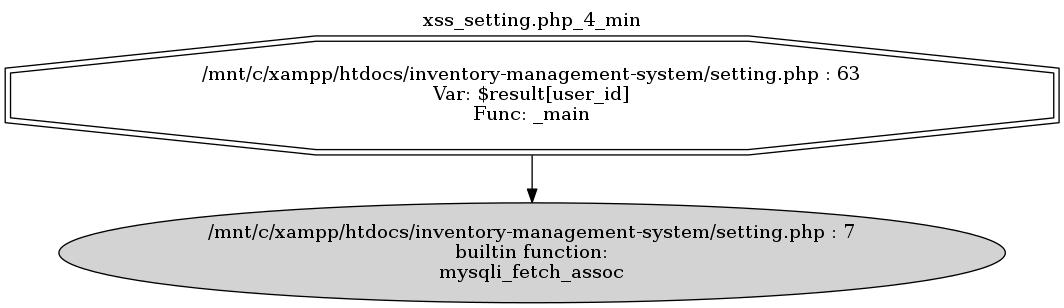 xss_setting.php_4_min
/mnt/c/xampp/htdocs/inventory-management-system/setting.php : 63
Var: $result[user_id]
Func: _main
/mnt/c/xampp/htdocs/inventory-management-system/setting.php : 7
builtin function:
mysqli_fetch_assoc